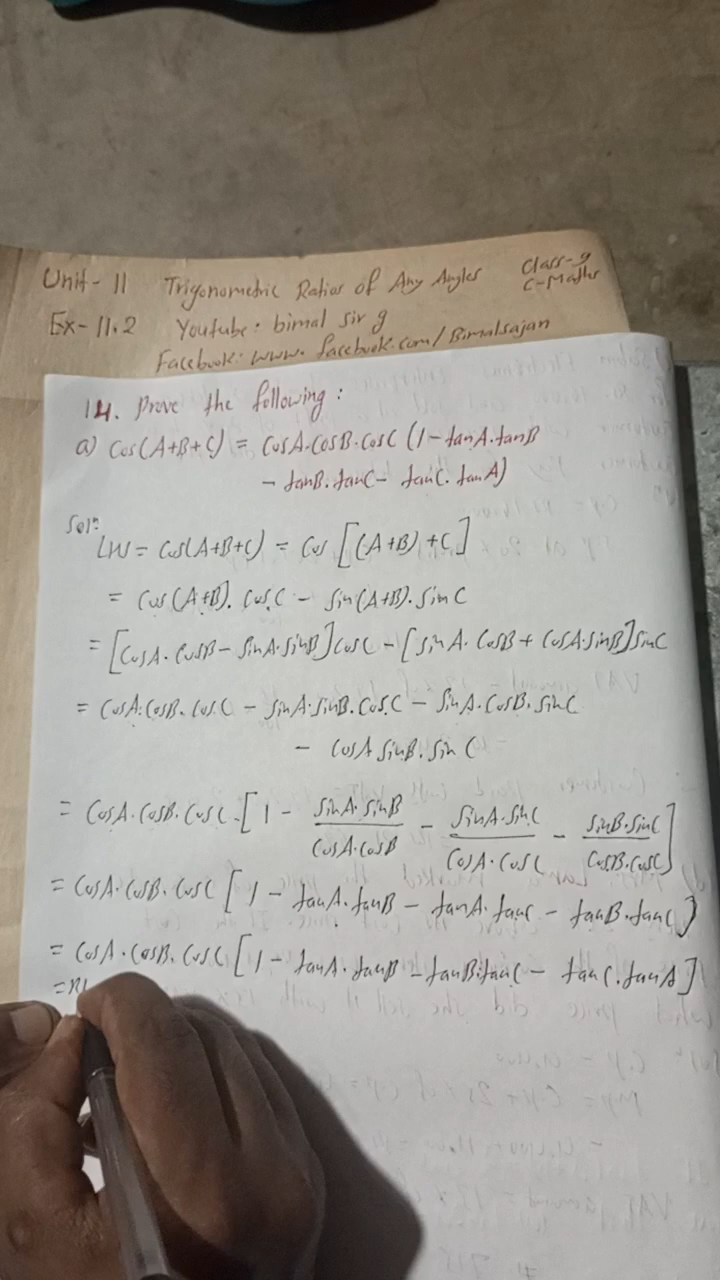 Unit- 11 Trigonometric Ratios of Any Angles Class-9
C-Maths
Ex-11.2 Youtube: bimal sir g
Facebook: www.facebook.com/Bimalsajan
14. Prove the following:
a) Cos(A+B+C) = CosA.CosB.CosC (1-tanA.tanB
- tanB.tanC- tanC.tanA)
Solⁿ:
LHS = Cos(A+B+C) = Cos [(A+B) +C]
= Cos(A+B). Cos.C - Sin(A+B).SinC
= [CosA.CosB- SinA.SinB]CosC - [SinA.CosB + CosA.SinB]SinC
= CosA.CosB.Cos.C - SinA.SinB.Cos.C - SinA.CosB.SinC
- CosA SinB.Sin C
= CosA.CosB.CosC.[1 - SinA.SinB/CosA.CosB - SinA.SinC/CosA.CosC - SinB.SinC/CosB.CosC]
= CosA.CosB.CosC [1 - tanA.tanB - tanA.tanC - tanB.tanC]
= CosA.CosB.CosC [1- tanA.tanB -tanB.tanC - tanC.tanA]
=RH